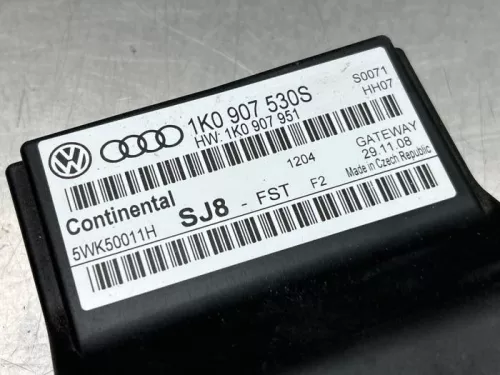 1K0 907 530S
HW: 1K0 907 951
S0071
HH07
1204
GATEWAY
29.11.08
Made in Czech Republic
Continental
SJ8 - FST F2
5WK50011H